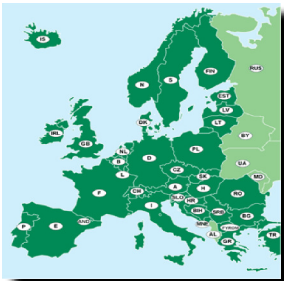 IS
RUS
FIN
N
S
EST
LV
LT
DK
IRL
GB
BY
NL
B
D
PL
L
CZ
UA
SK
MD
F
CH
A
H
RO
SLO
HR
I
BIH
SRB
BG
MNE
P
E
AND
AL
GR
TR